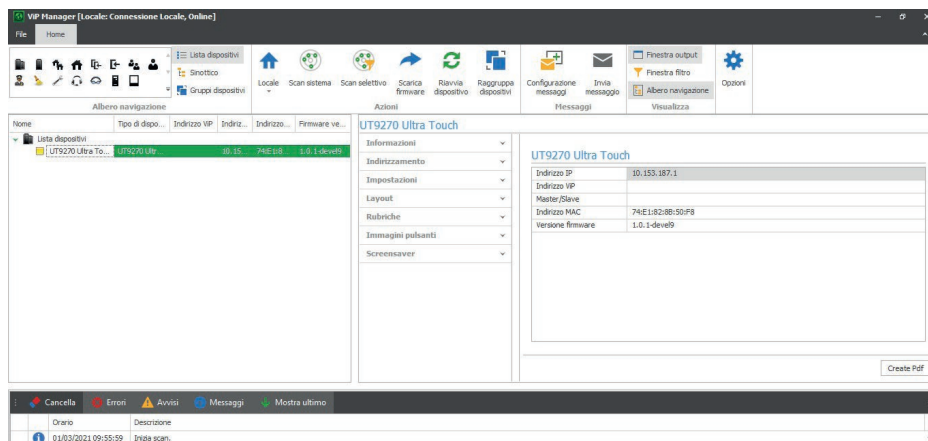 ViP Manager [Locale: Connessione Locale, Online]
File Home
Lista dispositivi
Sinottico
Gruppi dispositivi
Albero navigazione
Locale
Scan sistema
Scan selettivo
Scarica firmware
Riavvia dispositivo
Raggruppa dispositivi
Azioni
Configurazione messaggi
Invia messaggio
Messaggi
Finestra output
Finestra filtro
Albero navigazione
Visualizza
Opzioni
Nome Tipo di dispo... Indirizzo ViP Indiriz... Indirizzo... Firmware ve...
Lista dispositivi
UT9270 Ultra To... UT9270 Ultr... 10.15... 74:E1:8... 1.0.1-devel9
UT9270 Ultra Touch
Informazioni
Indirizzamento
Impostazioni
Layout
Rubriche
Immagini pulsanti
Screensaver
UT9270 Ultra Touch
Indirizzo IP 10.153.187.1
Indirizzo ViP
Master/Slave
Indirizzo MAC 74:E1:82:8B:50:F8
Versione firmware 1.0.1-devel9
Create Pdf
Cancella Errori Avvisi Messaggi Mostra ultimo
Orario Descrizione
01/03/2021 09:55:59 Inizia scan.